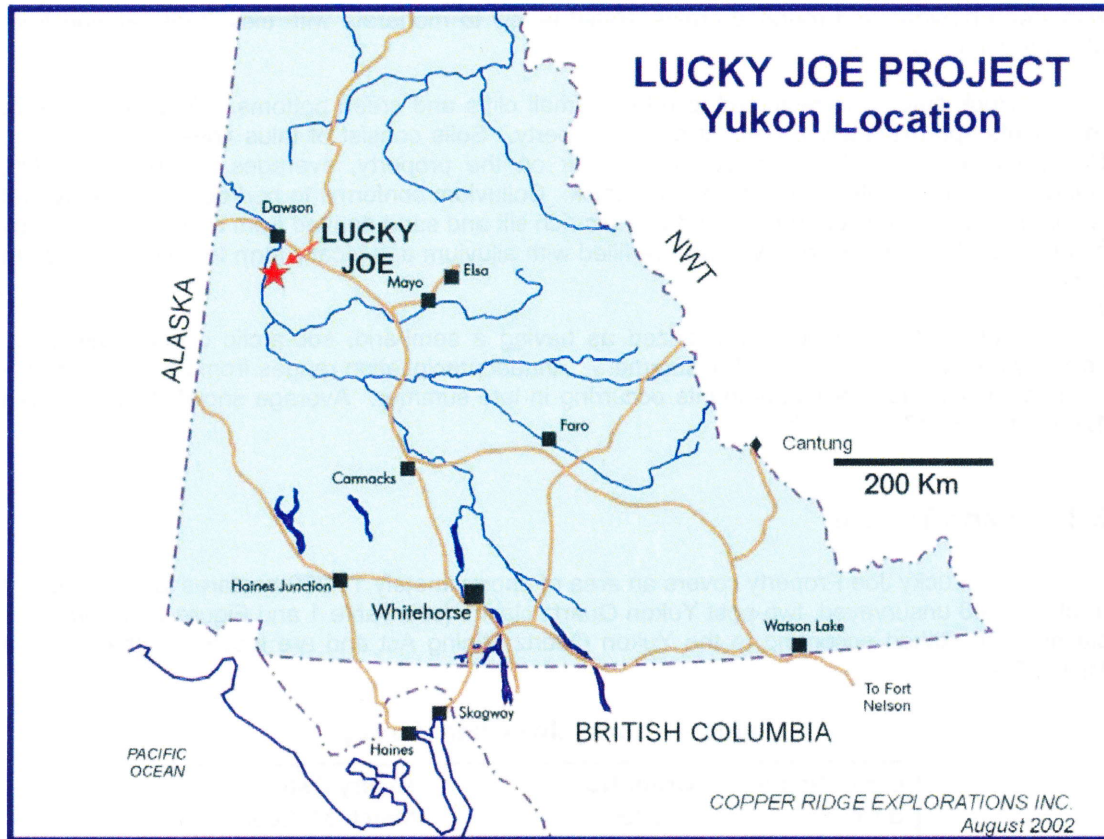 LUCKY JOE PROJECT
Yukon Location
Dawson
LUCKY
JOE
Mayo
Elsa
NWT
ALASKA
Faro
Cantung
200 Km
Carmacks
Haines Junction
Whitehorse
Watson Lake
To Fort
Nelson
Skagway
Haines
BRITISH COLUMBIA
PACIFIC
OCEAN
COPPER RIDGE EXPLORATIONS INC.
August 2002